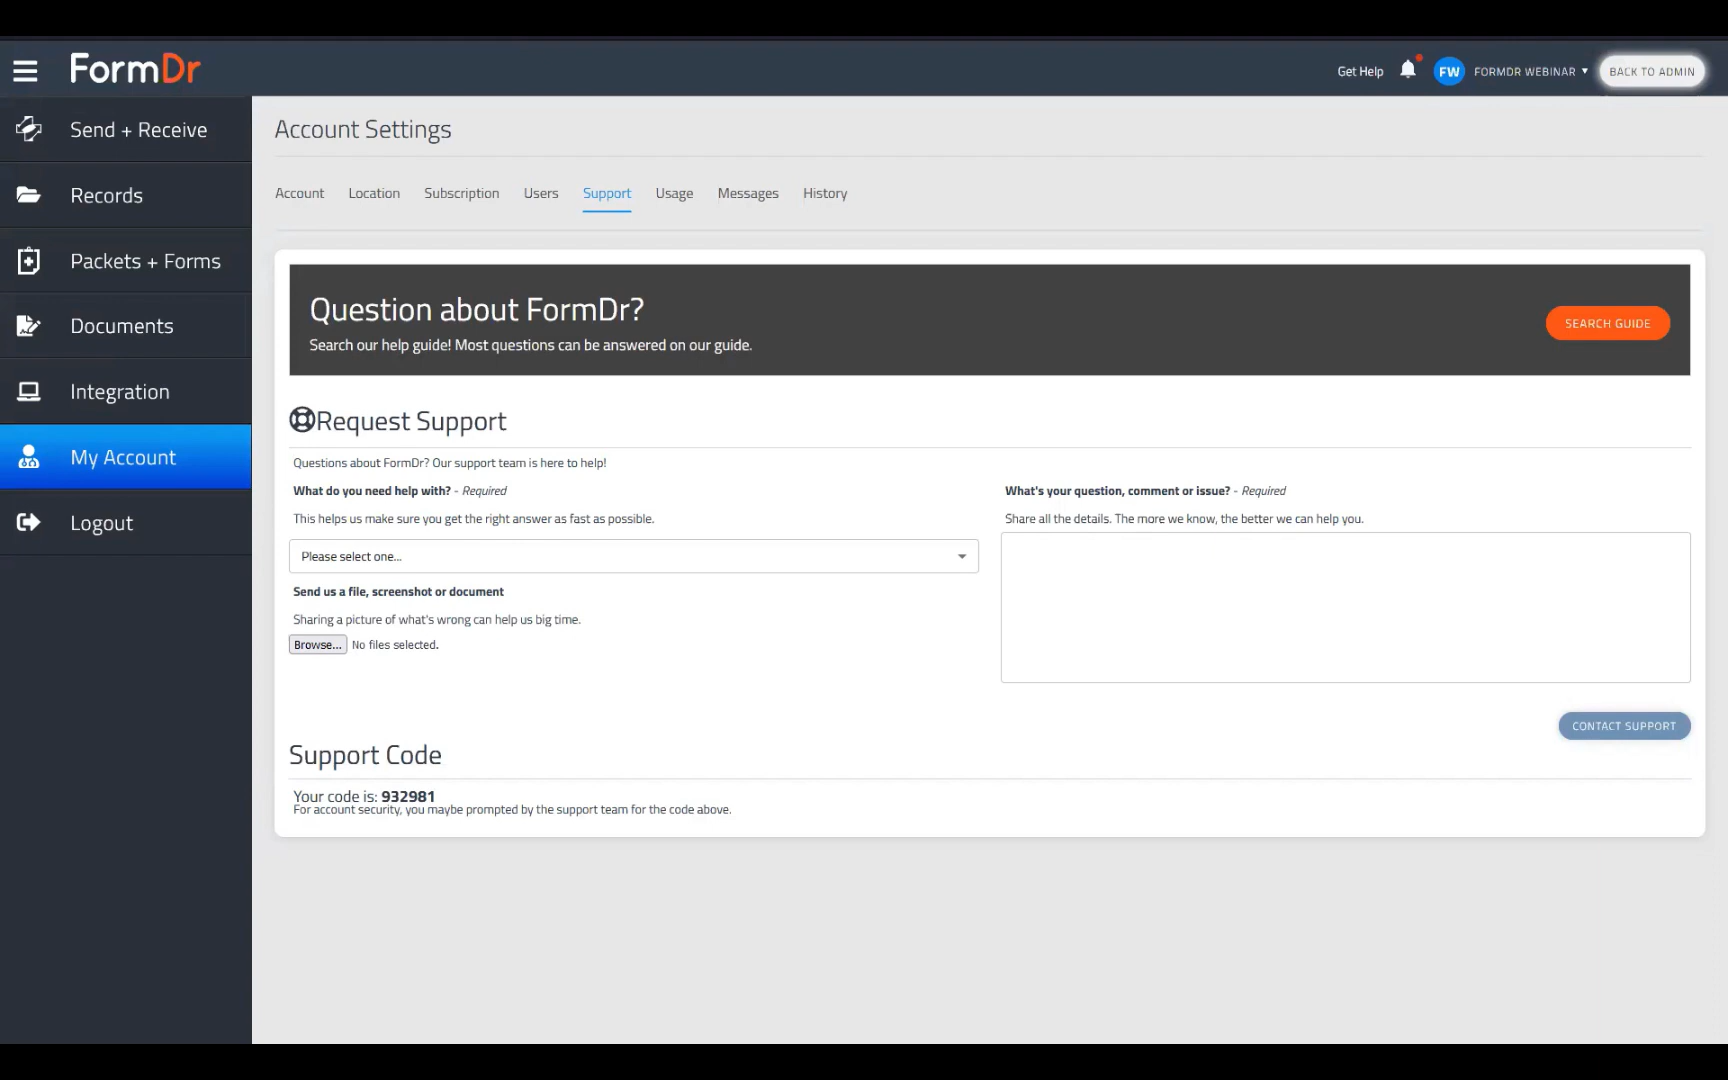 FormDr
Get Help
FW
FORMDR WEBINAR
BACK TO ADMIN
Send + Receive
Records
Packets + Forms
Documents
Integration
My Account
Logout
Account Settings
Account Location Subscription Users Support Usage Messages History
Question about FormDr?
Search our help guide! Most questions can be answered on our guide.
SEARCH GUIDE
Request Support
Questions about FormDr? Our support team is here to help!
What do you need help with? - Required
This helps us make sure you get the right answer as fast as possible.
Please select one...
Send us a file, screenshot or document
Sharing a picture of what's wrong can help us big time.
Browse... No files selected.
What's your question, comment or issue? - Required
Share all the details. The more we know, the better we can help you.
CONTACT SUPPORT
Support Code
Your code is: 932981
For account security, you maybe prompted by the support team for the code above.